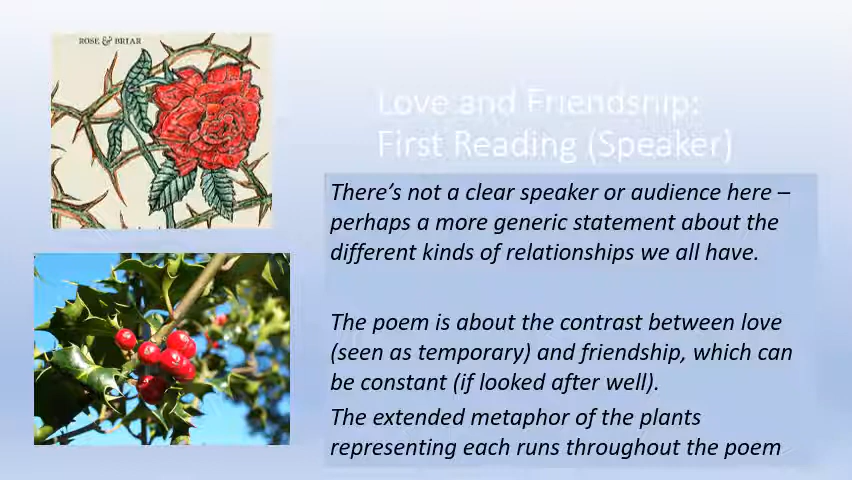 ROSE & BRIAR
Love and Friendship:
First Reading (Speaker)
There's not a clear speaker or audience here –
perhaps a more generic statement about the
different kinds of relationships we all have.
The poem is about the contrast between love
(seen as temporary) and friendship, which can
be constant (if looked after well).
The extended metaphor of the plants
representing each runs throughout the poem